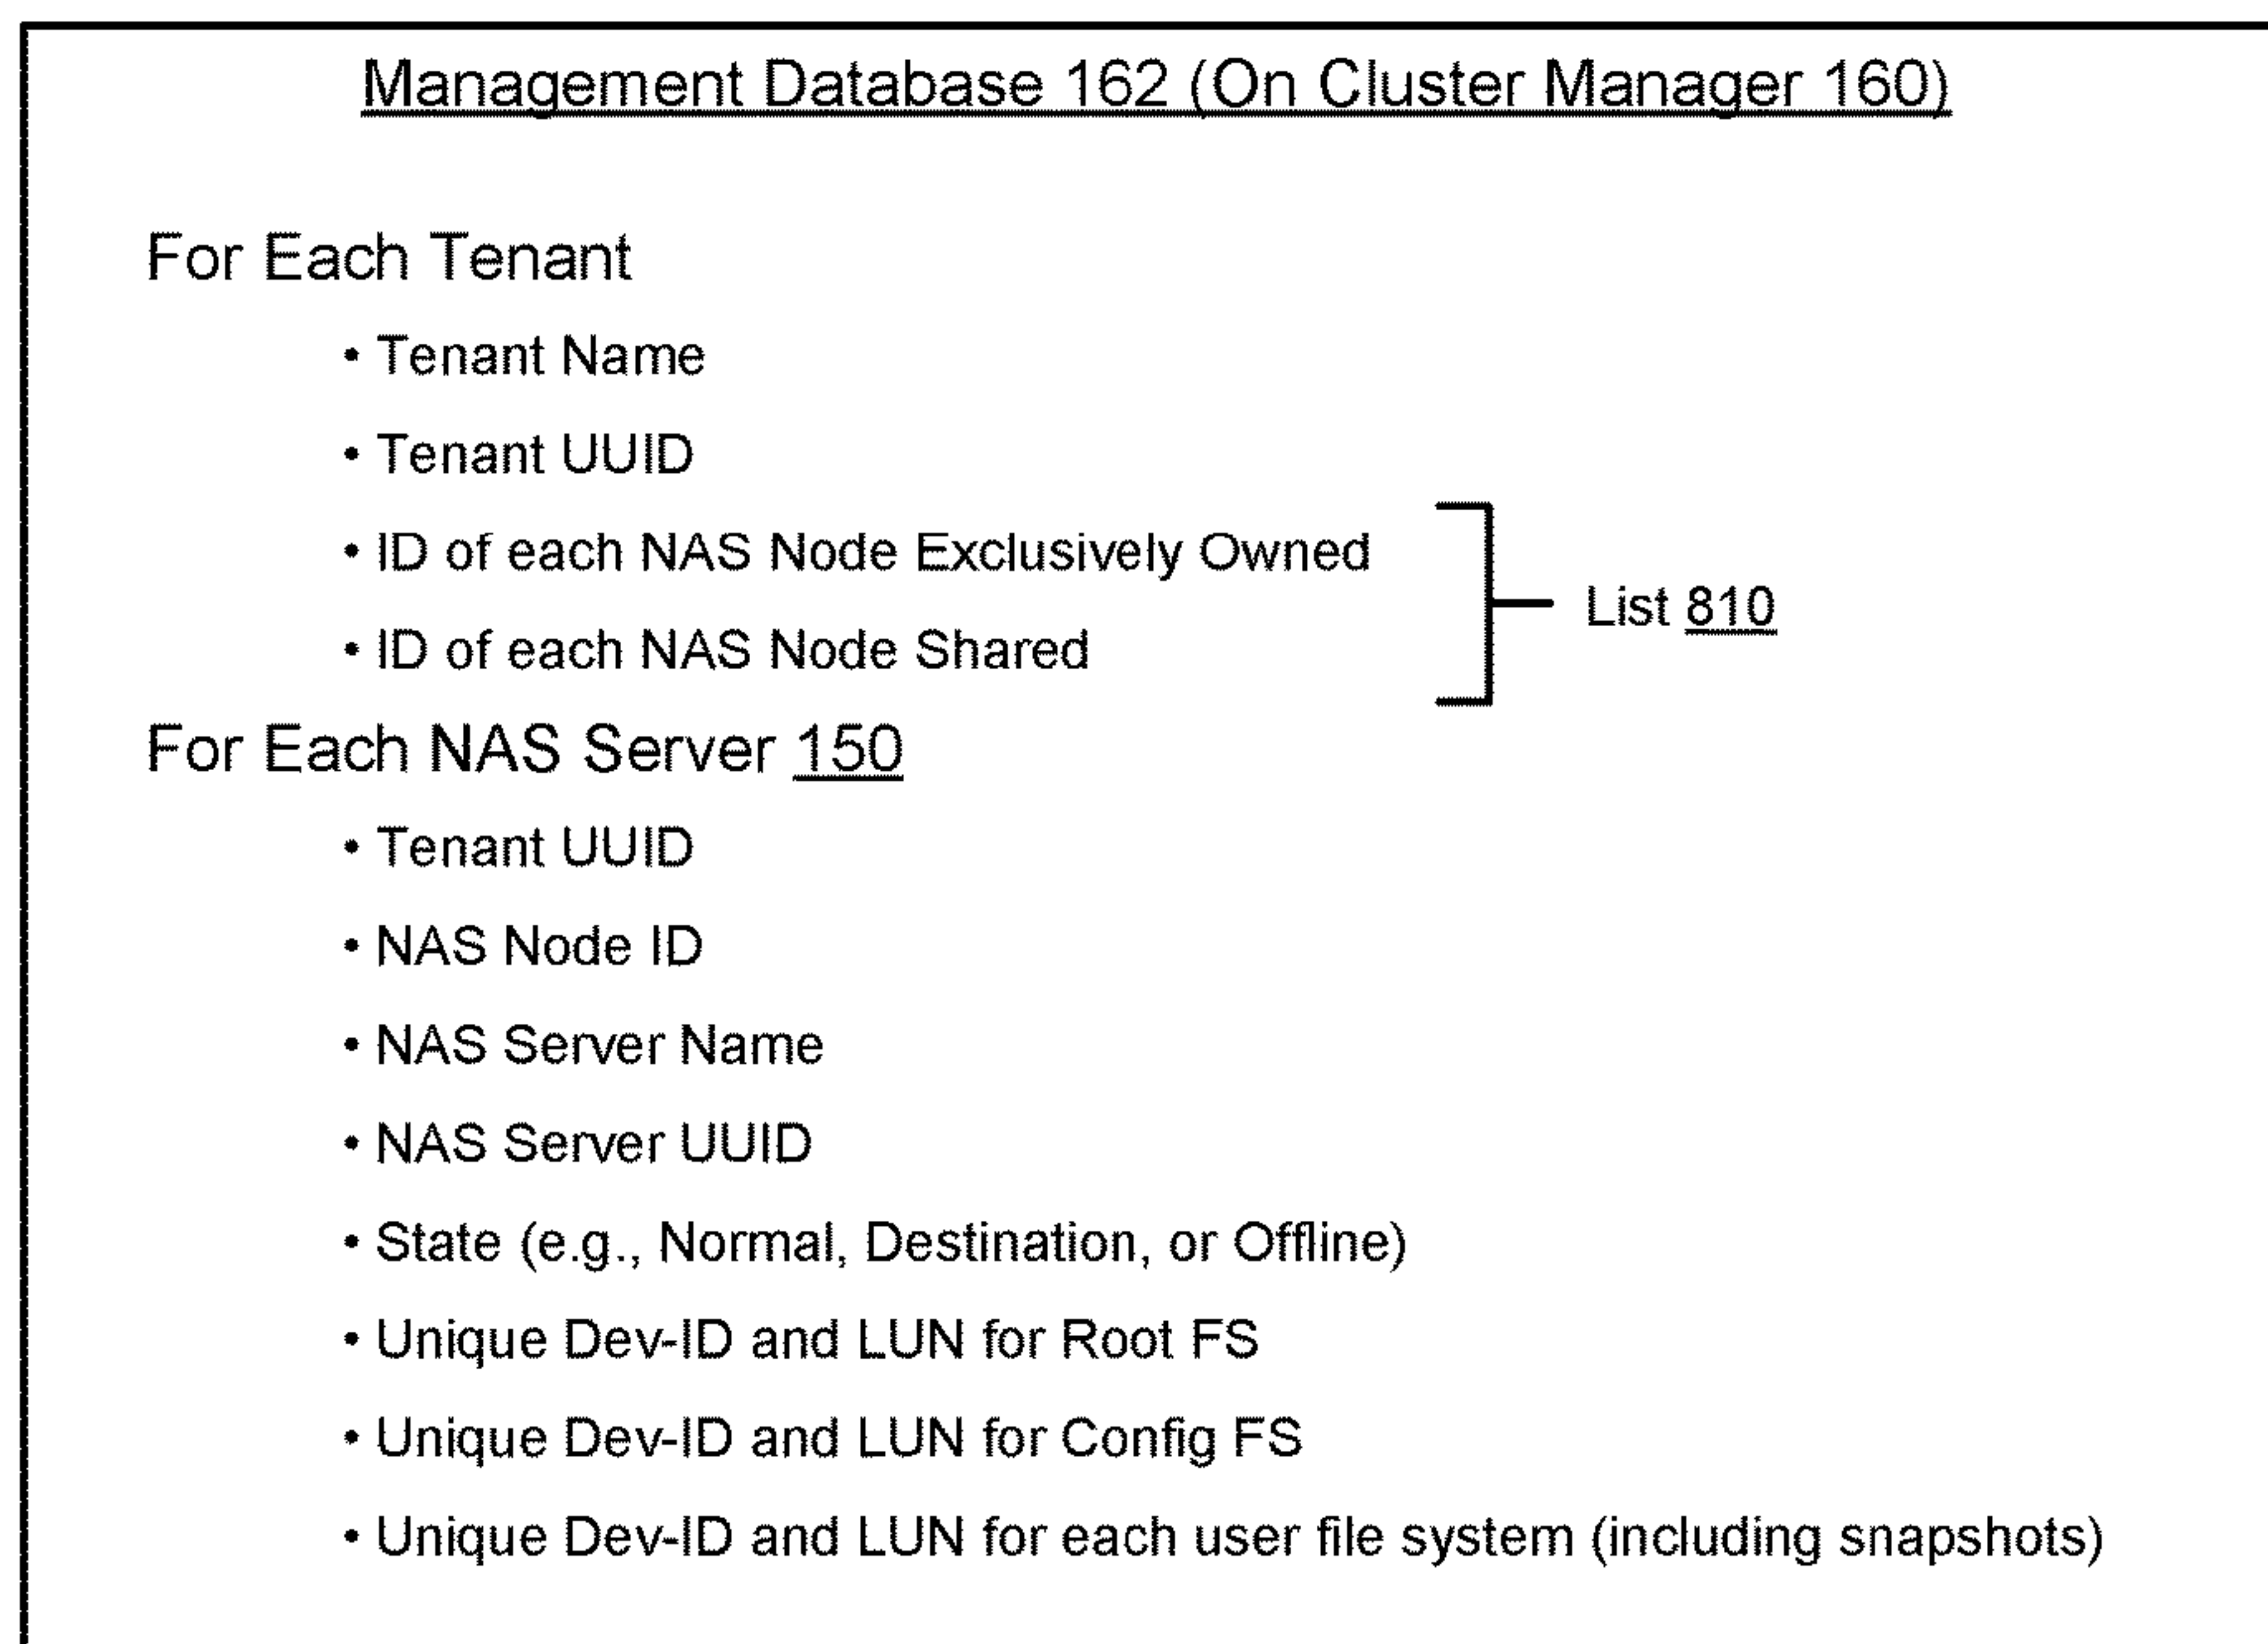 Management Database 162 (On Cluster Manager 160)
For Each Tenant
• Tenant Name
• Tenant UUID
• ID of each NAS Node Exclusively Owned
List 810
• ID of each NAS Node Shared
For Each NAS Server 150
• Tenant UUID
• NAS Node ID
• NAS Server Name
• NAS Server UUID
• State (e.g., Normal, Destination, or Offline)
• Unique Dev-ID and LUN for Root FS
• Unique Dev-ID and LUN for Config FS
• Unique Dev-ID and LUN for each user file system (including snapshots)